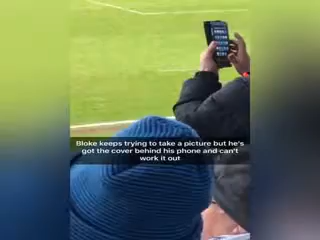 Bloke keeps trying to take a picture but he's
got the cover behind his phone and can't
work it out